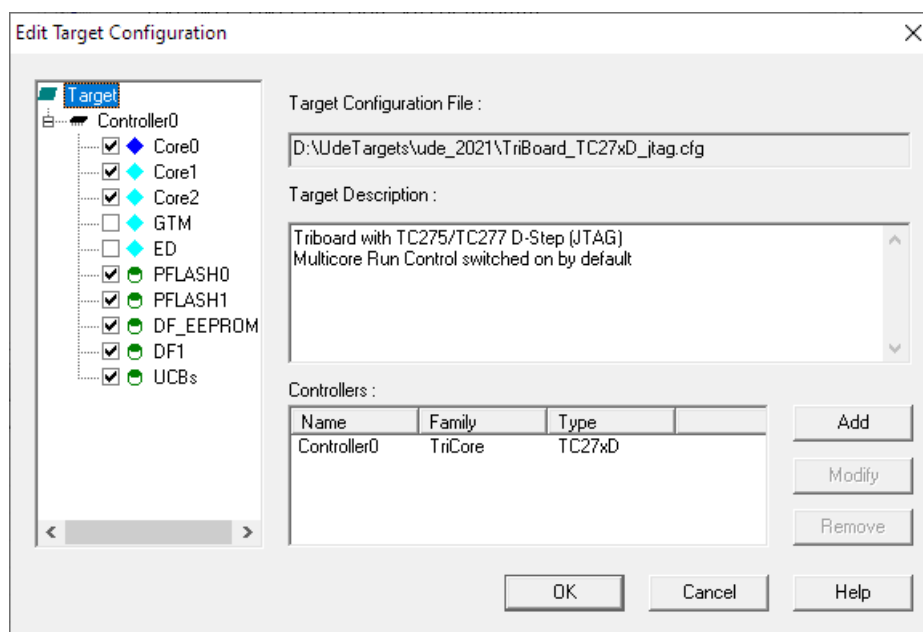 Edit Target Configuration
Target
Controller0
Core0
Core1
Core2
GTM
ED
PFLASH0
PFLASH1
DF_EEPROM
DF1
UCBs
Target Configuration File :
D:\UdeTargets\ude_2021\TriBoard_TC27xD_jtag.cfg
Target Description :
Triboard with TC275/TC277 D-Step (JTAG)
Multicore Run Control switched on by default
Controllers :
Name Family Type
Controller0 TriCore TC27xD
Add
Modify
Remove
OK Cancel Help